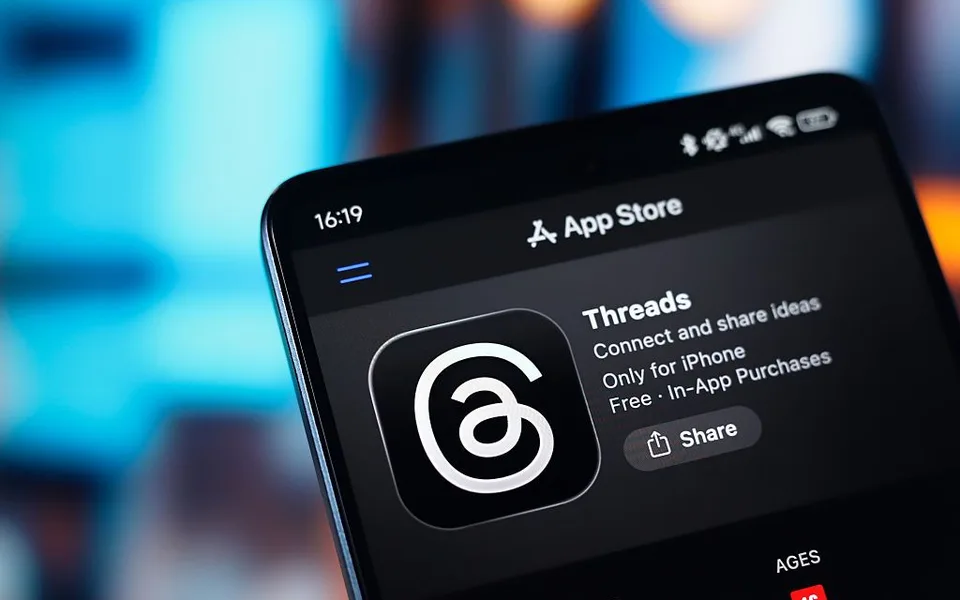 16:19
App Store
Threads
Connect and share ideas
Only for iPhone
Free · In-App Purchases
Share
AGES